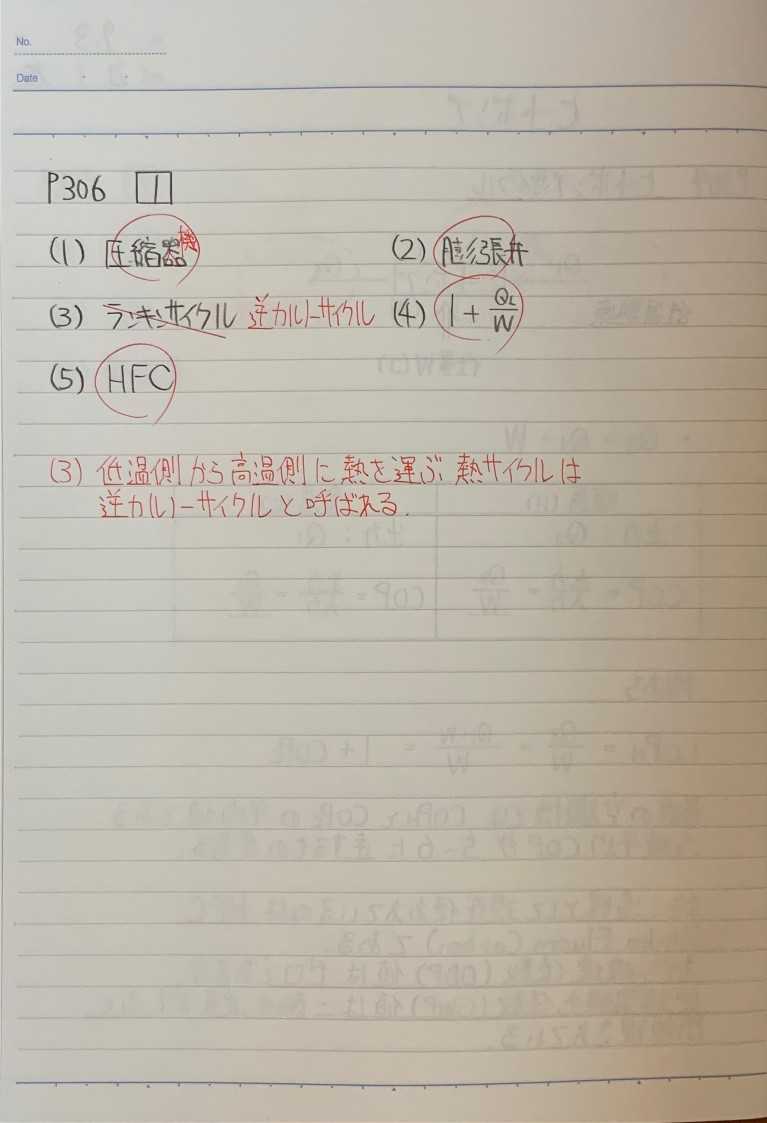 No.
Date
P306 1
(1) 圧縮器機 (2) 膨張弁
(3) ランキンサイクル 逆カルノーサイクル (4) 1 + QL/W
(5) HFC
(3) 低温側から高温側に熱を運ぶ熱サイクルは
逆カルノーサイクルと呼ばれる.